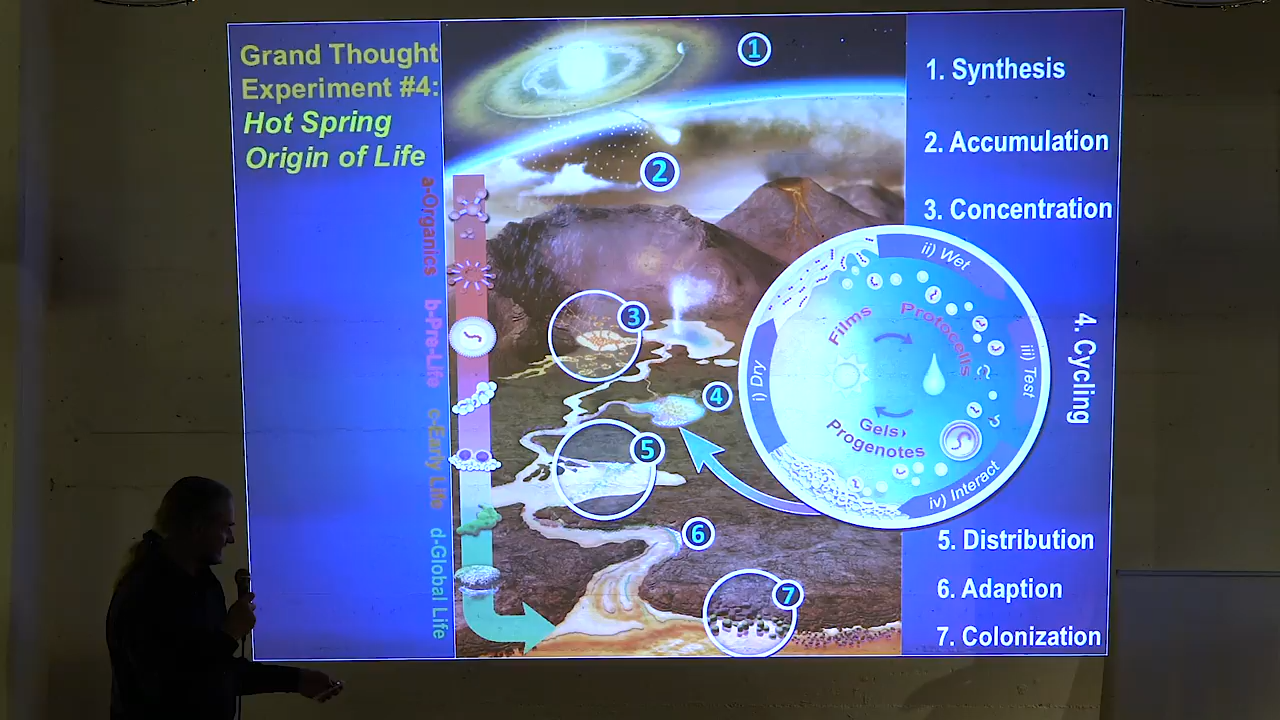 Grand Thought
Experiment #4:
Hot Spring
Origin of Life
a-Organics
b-Pre-Life
c-Early Life
d-Global Life
1
2
3
4
5
6
7
i) Dry
ii) Wet
iii) Test
iv) Interact
Films
Protocells
Gels,
Progenotes
1. Synthesis
2. Accumulation
3. Concentration
4. Cycling
5. Distribution
6. Adaption
7. Colonization